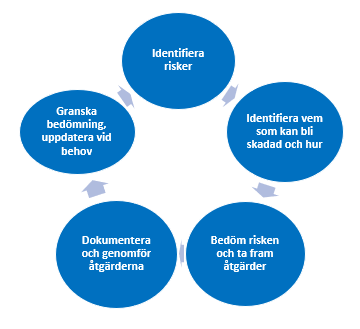 Identifiera
risker
Identifiera vem
som kan bli
skadad och hur
Bedöm risken
och ta fram
åtgärder
Dokumentera
och genomför
åtgärderna
Granska
bedömning,
uppdatera vid
behov